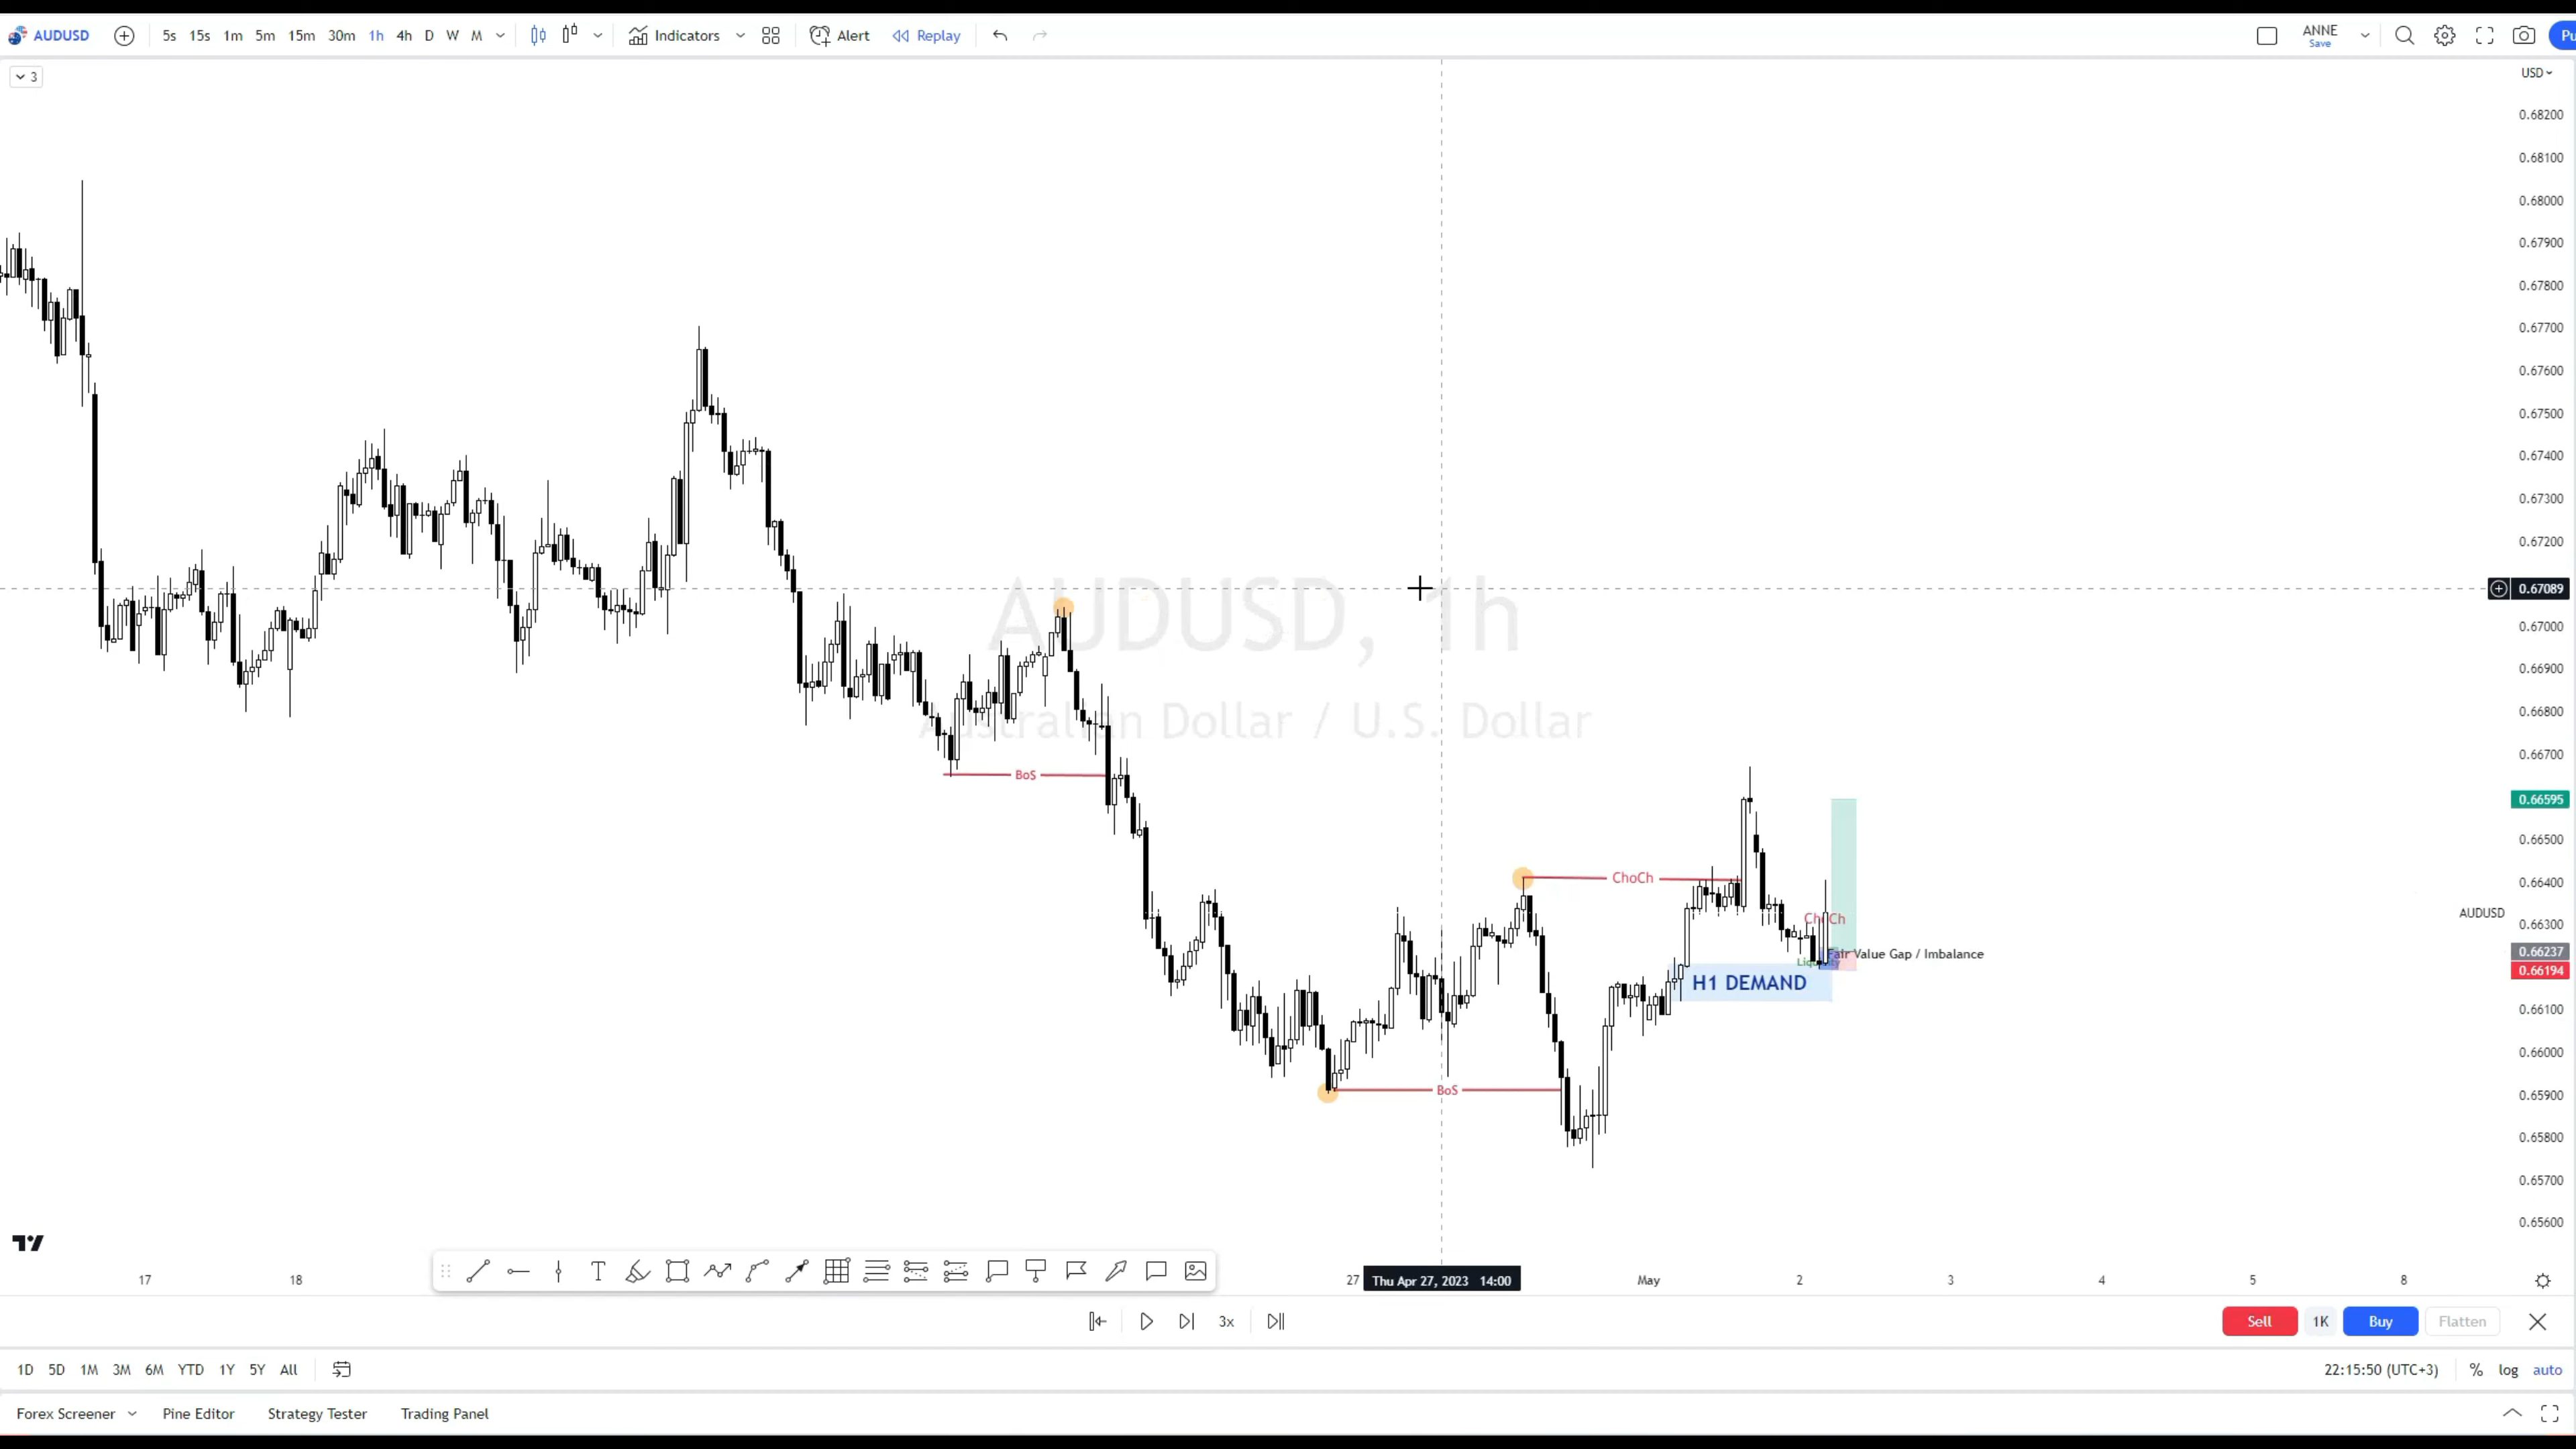 AUDUSD 5s 15s 1m 5m 15m 30m 1h 4h D W M Indicators Alert Replay ANNE
Save
3
USD
0.68200
0.68100
0.68000
0.67900
0.67800
0.67700
0.67600
0.67500
0.67400
0.67300
0.67200
0.67089
0.67000
0.66900
0.66800
0.66700
0.66595
0.66500
0.66400
0.66300
0.66237
0.66194
0.66100
0.66000
0.65900
0.65800
0.65700
0.65600
AUDUSD, 1h
Australian Dollar / U.S. Dollar
BoS
ChoCh
ChoCh
AUDUSD
Fair Value Gap / Imbalance
H1 DEMAND
BoS
17 18 27 Thu Apr 27, 2023 14:00 May 2 3 4 5 8
3x Sell 1K Buy Flatten
1D 5D 1M 3M 6M YTD 1Y 5Y All 22:15:50 (UTC+3) % log auto
Forex Screener Pine Editor Strategy Tester Trading Panel